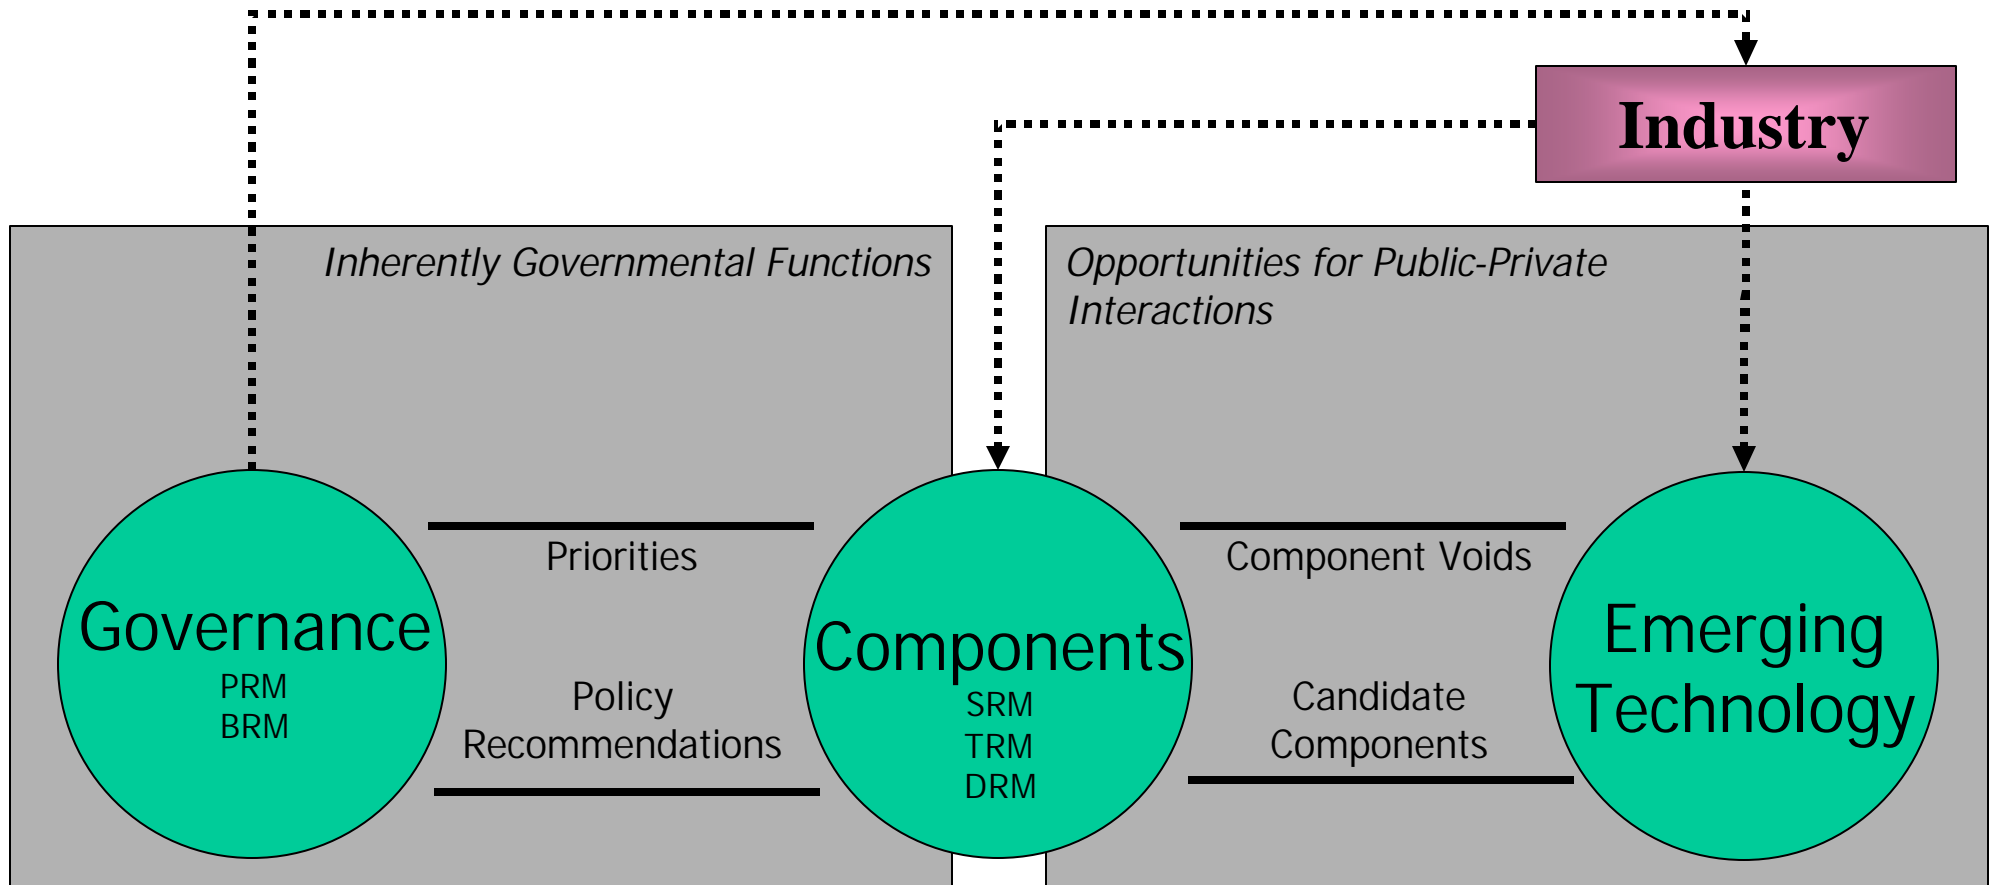 Industry
Inherently Governmental Functions
Opportunities for Public-Private
Interactions
Governance
PRM
BRM
Priorities
Policy
Recommendations
Components
SRM
TRM
DRM
Component Voids
Candidate
Components
Emerging
Technology